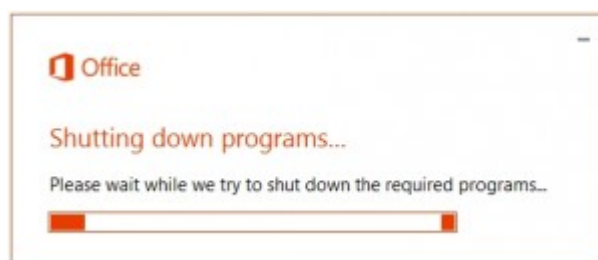 Office
Shutting down programs...
Please wait while we try to shut down the required programs...